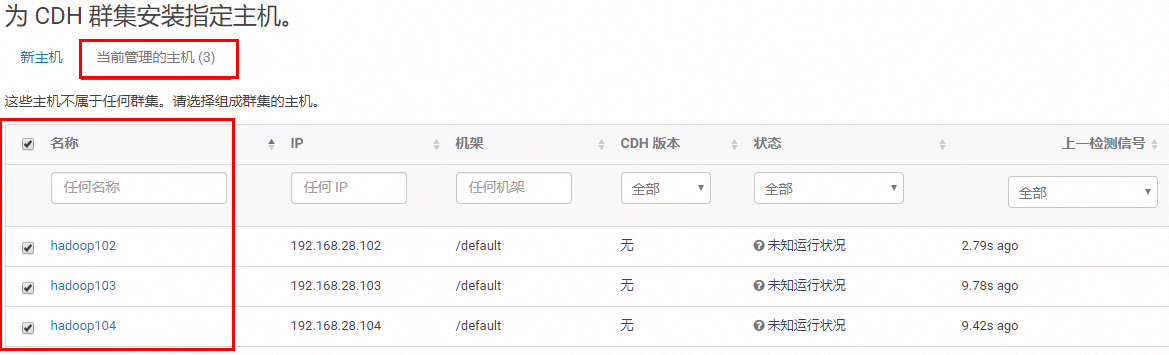 为 CDH 群集安装指定主机。
新主机 当前管理的主机 (3)
这些主机不属于任何群集。请选择组成群集的主机。
名称 IP 机架 CDH 版本 状态 上一检测信号
任何名称 任何 IP 任何机架 全部 全部 全部
hadoop102 192.168.28.102 /default 无 未知运行状况 2.79s ago
hadoop103 192.168.28.103 /default 无 未知运行状况 9.78s ago
hadoop104 192.168.28.104 /default 无 未知运行状况 9.42s ago